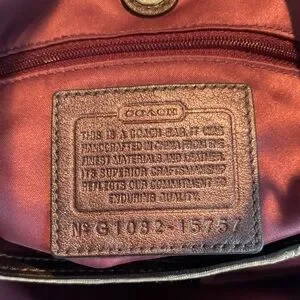 COACH
THIS IS A COACH BAG. IT WAS
HANDCRAFTED IN CHINA FROM THE
FINEST MATERIALS AND LEATHER.
ITS SUPERIOR CRAFTSMANSHIP
REFLECTS OUR COMMITMENT TO
ENDURING QUALITY.
Nº G1082-15757